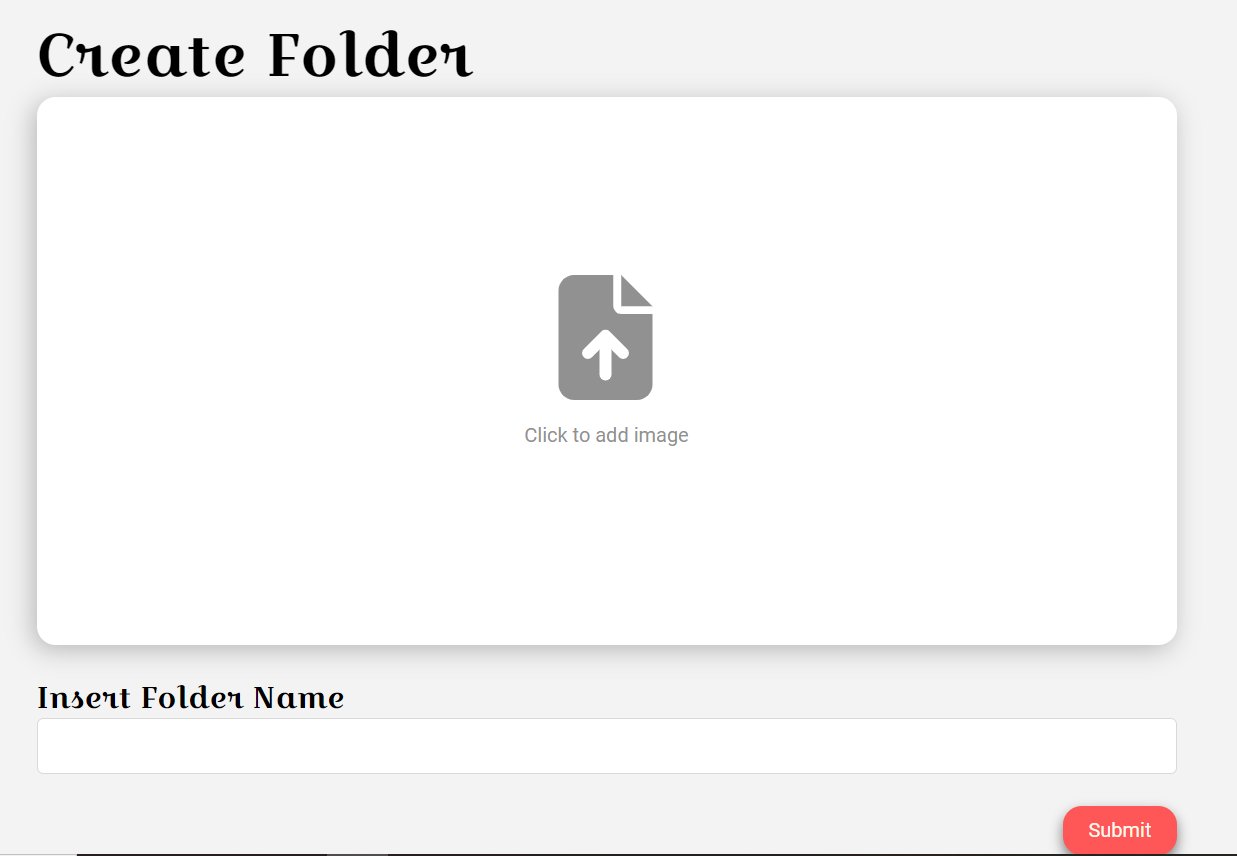 Create Folder
Click to add image
Insert Folder Name
Submit